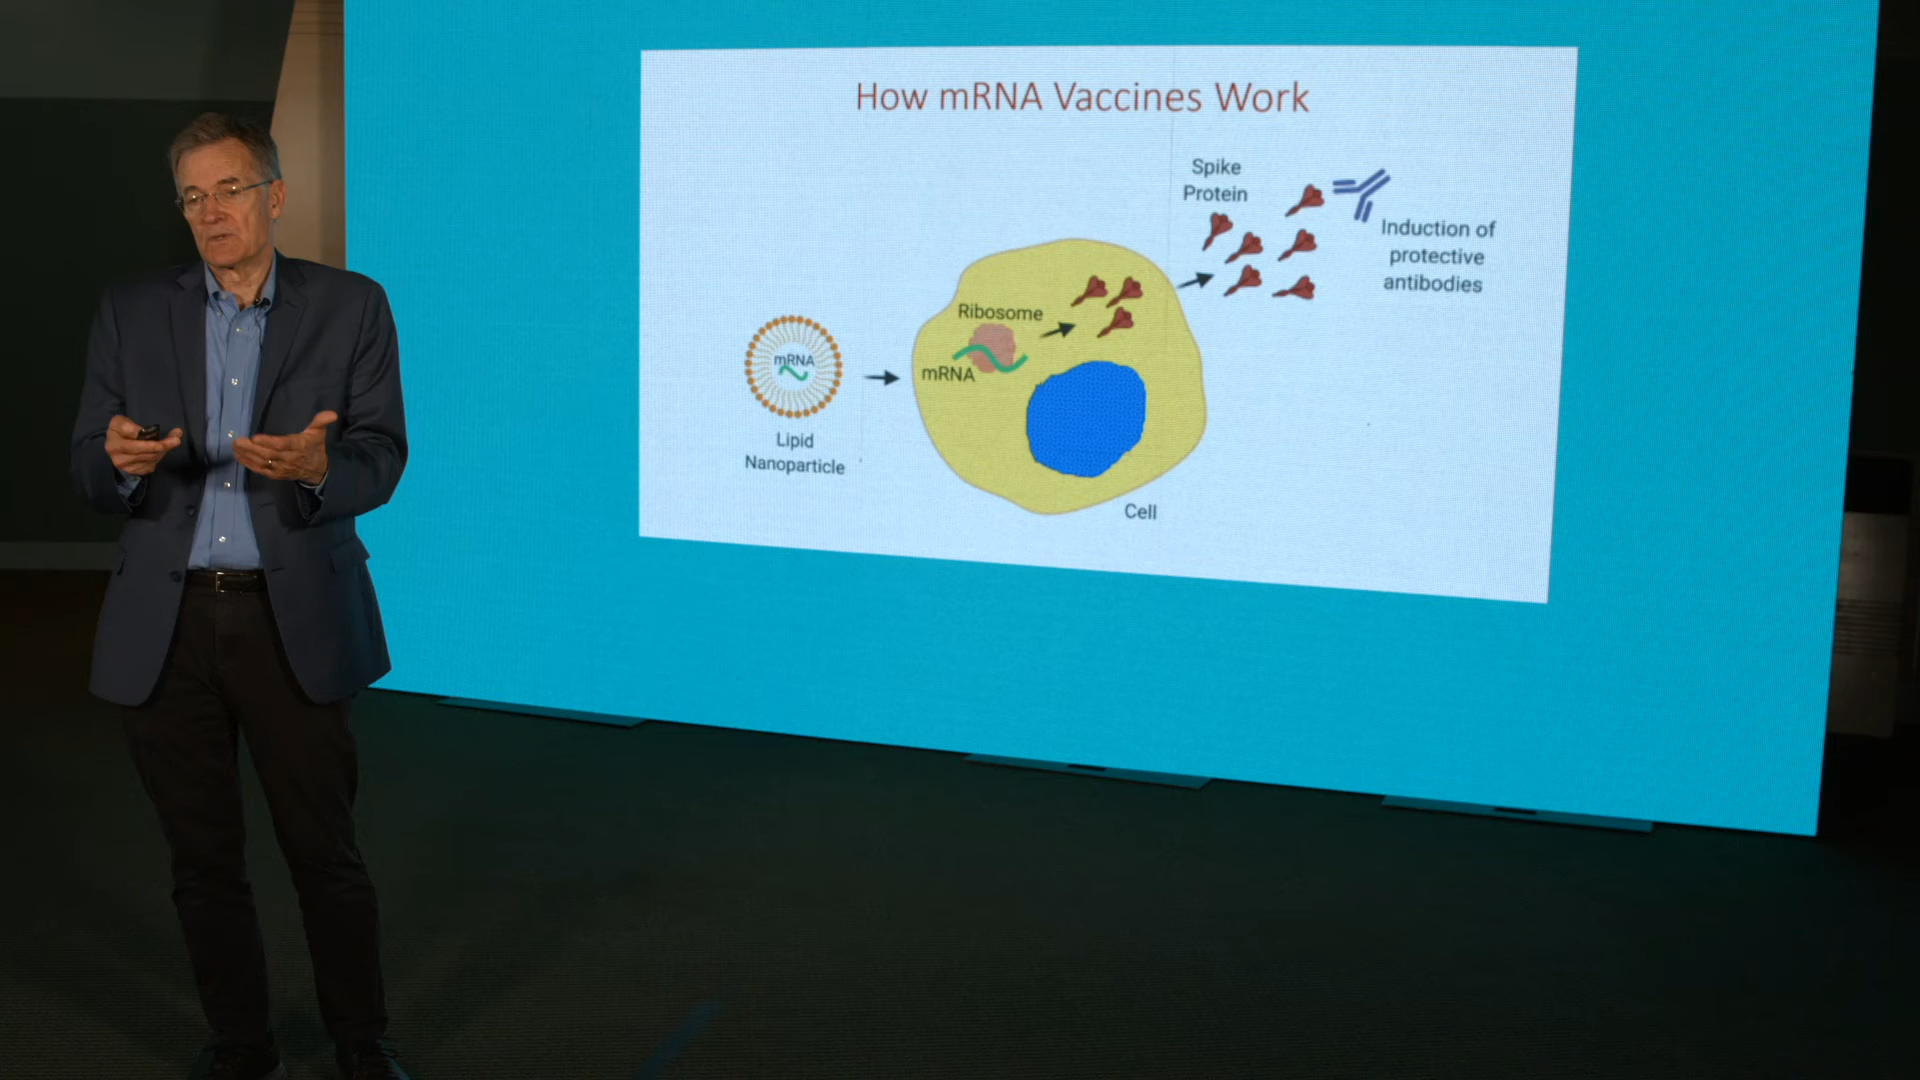 How mRNA Vaccines Work
Spike
Protein
Induction of
protective
antibodies
Ribosome
mRNA
mRNA
Lipid
Nanoparticle
Cell